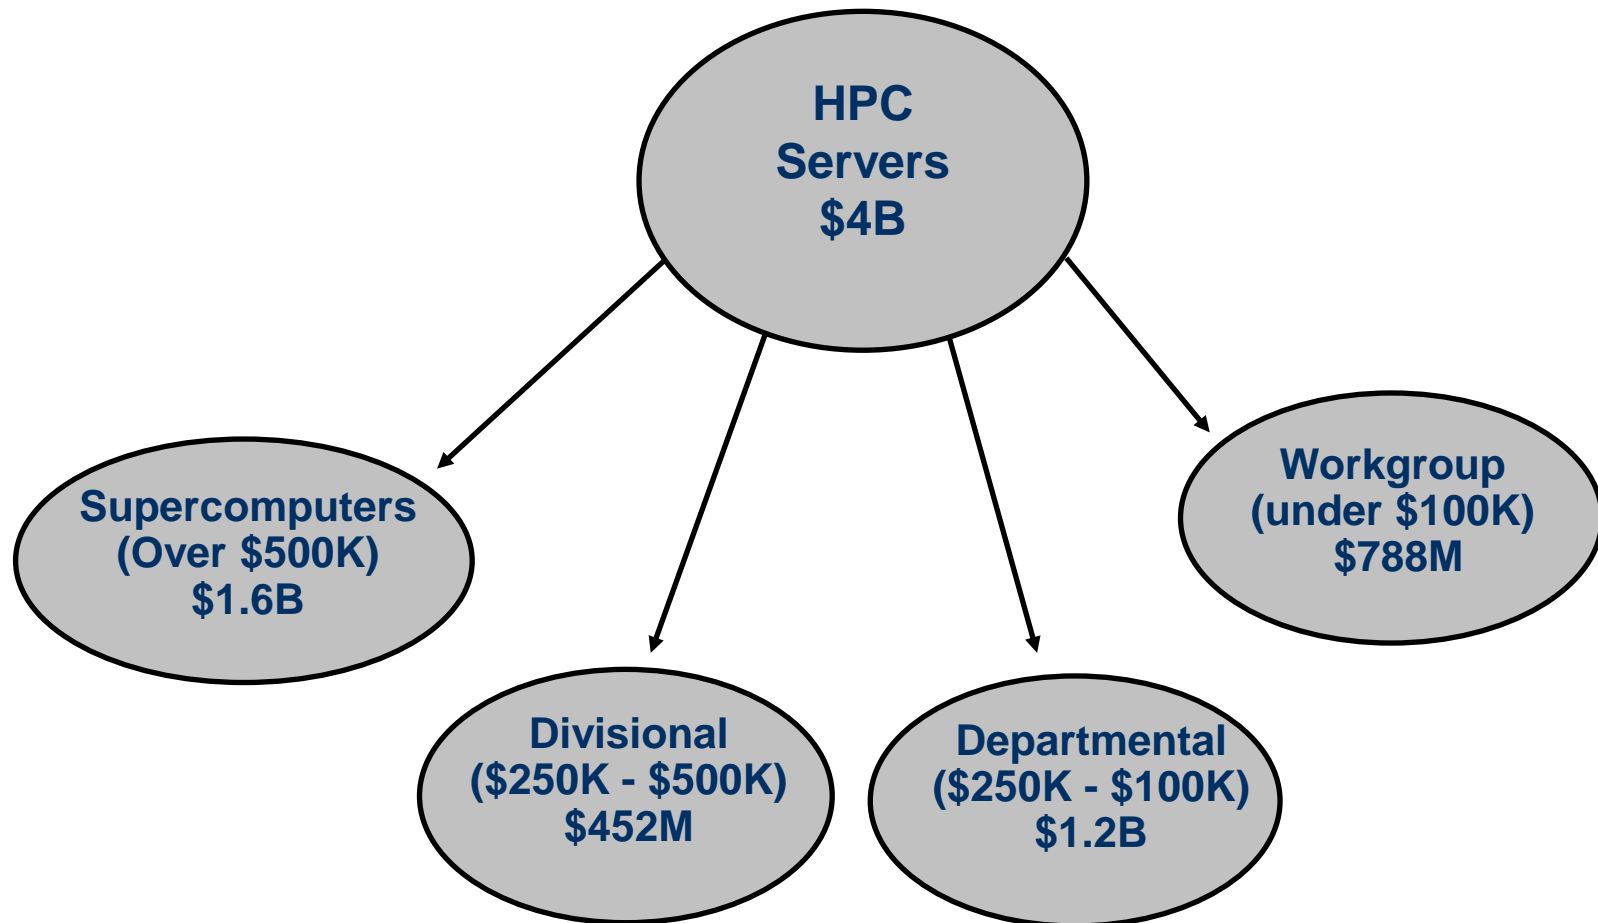 HPC
Servers
$4B
Supercomputers
(Over $500K)
$1.6B
Divisional
($250K - $500K)
$452M
Departmental
($250K - $100K)
$1.2B
Workgroup
(under $100K)
$788M